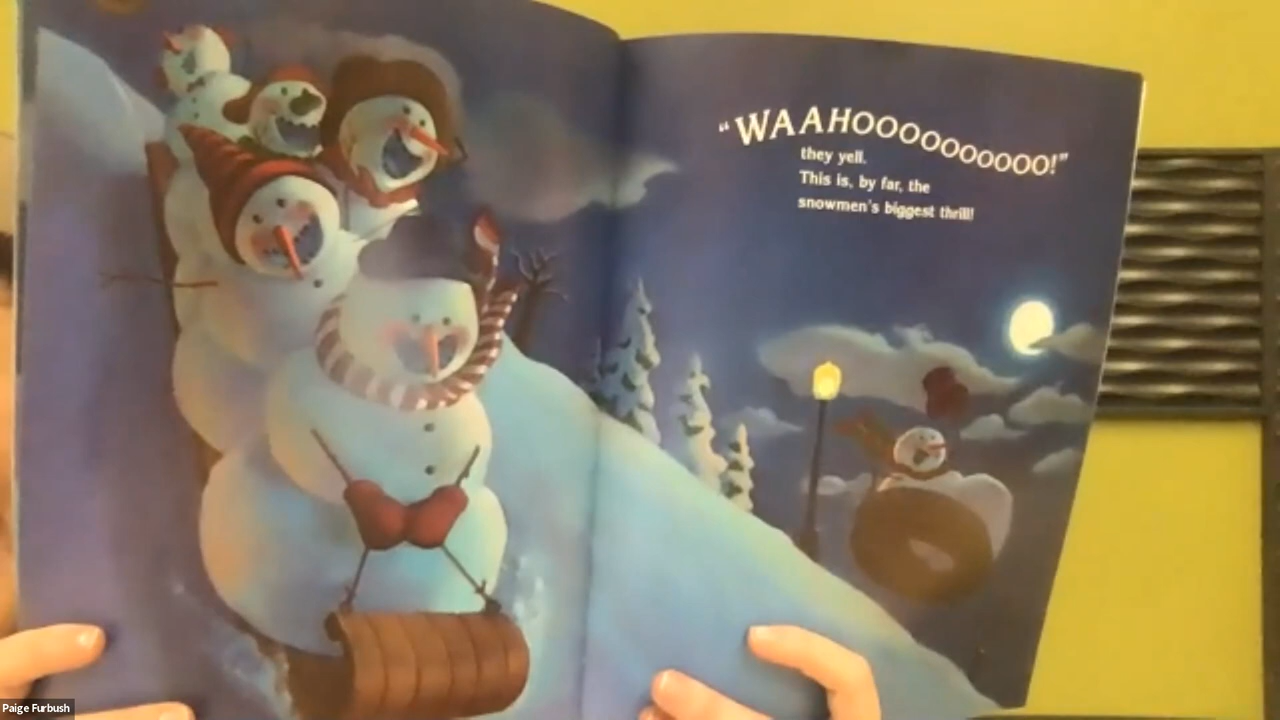 “WAAHOOOOOOOOOO!”
they yell.
This is, by far, the
snowmen's biggest thrill!
Paige Furbush